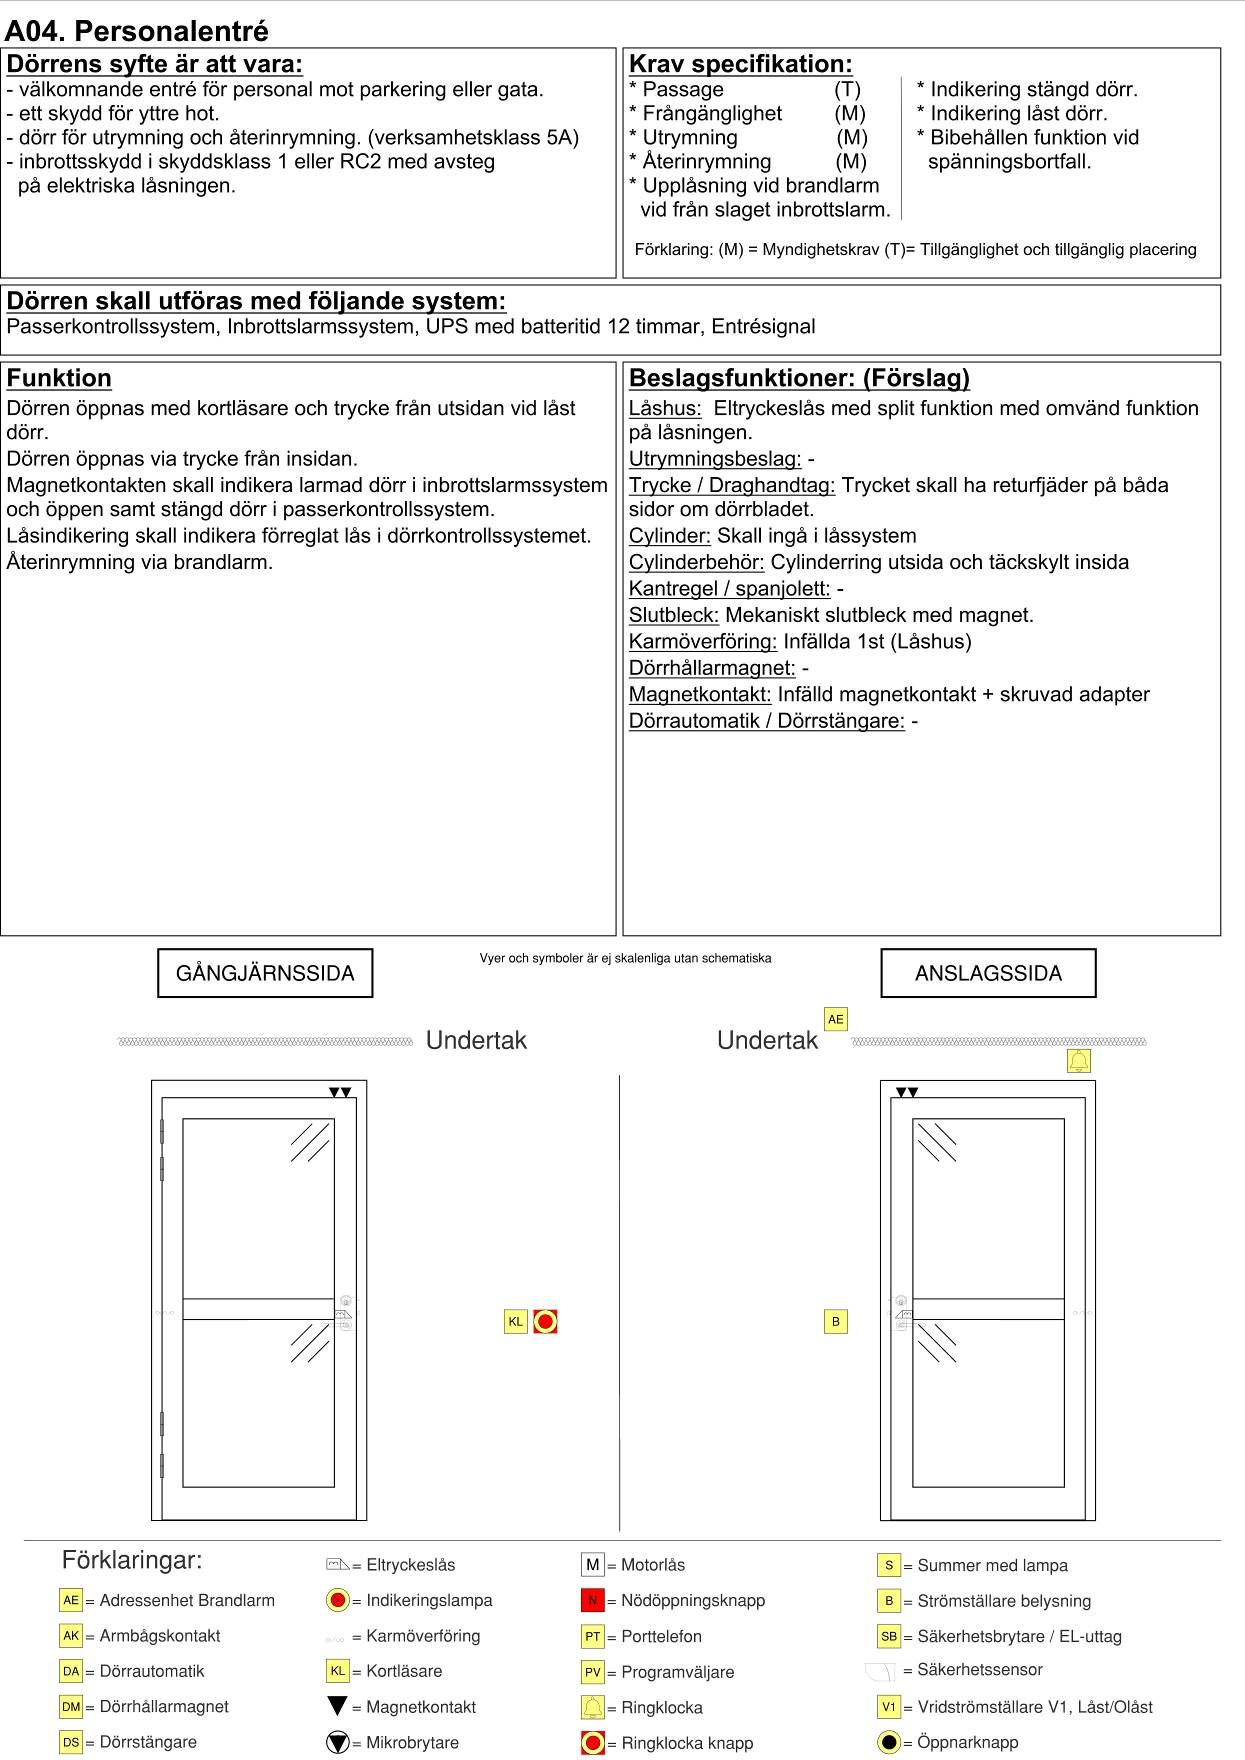 A04. Personalentré
Dörrens syfte är att vara:
- välkomnande entré för personal mot parkering eller gata.
- ett skydd för yttre hot.
- dörr för utrymning och återinrymning. (verksamhetsklass 5A)
- inbrottsskydd i skyddsklass 1 eller RC2 med avsteg
på elektriska låsningen.
Krav specifikation:
* Passage (T)
* Frångänglighet (M)
* Utrymning (M)
* Återinrymning (M)
* Upplåsning vid brandlarm
vid från slaget inbrottslarm.
* Indikering stängd dörr.
* Indikering låst dörr.
* Bibehållen funktion vid
spänningsbortfall.
Förklaring: (M) = Myndighetskrav (T)= Tillgänglighet och tillgänglig placering
Dörren skall utföras med följande system:
Passerkontrollssystem, Inbrottslarmssystem, UPS med batteritid 12 timmar, Entrésignal
Funktion
Dörren öppnas med kortläsare och trycke från utsidan vid låst
dörr.
Dörren öppnas via trycke från insidan.
Magnetkontakten skall indikera larmad dörr i inbrottslarmssystem
och öppen samt stängd dörr i passerkontrollssystem.
Låsindikering skall indikera förreglat lås i dörrkontrollssystemet.
Återinrymning via brandlarm.
Beslagsfunktioner: (Förslag)
Låshus: Eltryckeslås med split funktion med omvänd funktion
på låsningen.
Utrymningsbeslag: -
Trycke / Draghandtag: Trycket skall ha returfjäder på båda
sidor om dörrbladet.
Cylinder: Skall ingå i låssystem
Cylinderbehör: Cylinderring utsida och täckskylt insida
Kantregel / spanjolett: -
Slutbleck: Mekaniskt slutbleck med magnet.
Karmöverföring: Infällda 1st (Låshus)
Dörrhållarmagnet: -
Magnetkontakt: Infälld magnetkontakt + skruvad adapter
Dörrautomatik / Dörrstängare: -
GÅNGJÄRNSSIDA
Vyer och symboler är ej skalenliga utan schematiska
ANSLAGSSIDA
AE
Undertak
Undertak
KL
B
Förklaringar:
AE = Adressenhet Brandlarm
AK = Armbågskontakt
DA = Dörrautomatik
DM = Dörrhållarmagnet
DS = Dörrstängare
= Eltryckeslås
= Indikeringslampa
= Karmöverföring
KL = Kortläsare
= Magnetkontakt
= Mikrobrytare
M = Motorlås
N = Nödöppningsknapp
PT = Porttelefon
PV = Programväljare
= Ringklocka
= Ringklocka knapp
S = Summer med lampa
B = Strömställare belysning
SB = Säkerhetsbrytare / EL-uttag
= Säkerhetssensor
V1 = Vridströmställare V1, Låst/Olåst
= Öppnarknapp